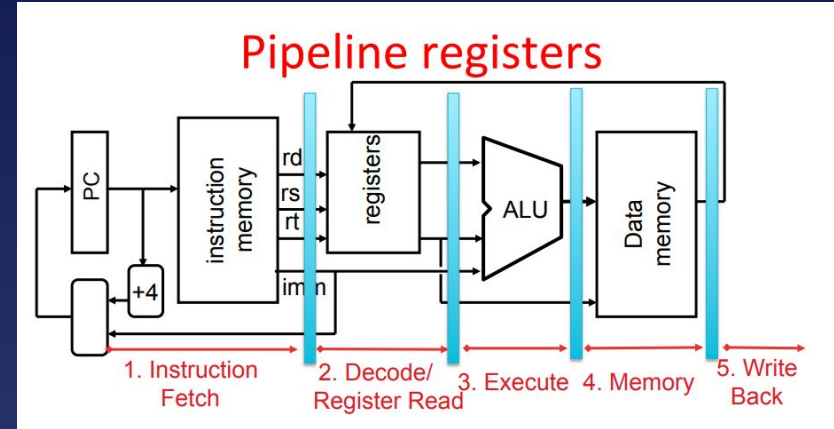 Pipeline registers
PC
+4
instruction
memory
rd
rs
rt
imm
registers
ALU
Data
memory
1. Instruction
Fetch
2. Decode/
Register Read
3. Execute
4. Memory
5. Write
Back